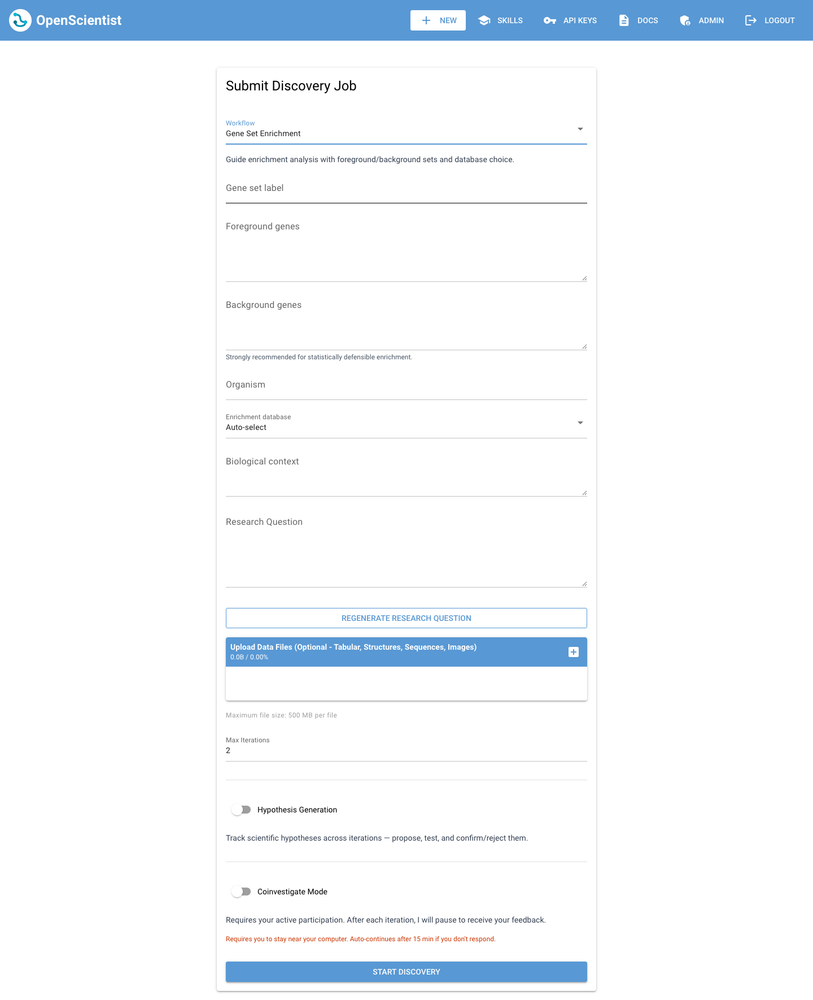 OpenScientist
NEW
SKILLS
API KEYS
DOCS
ADMIN
LOGOUT
Submit Discovery Job
Workflow
Gene Set Enrichment
Guide enrichment analysis with foreground/background sets and database choice.
Gene set label
Foreground genes
Background genes
Strongly recommended for statistically defensible enrichment.
Organism
Enrichment database
Auto-select
Biological context
Research Question
REGENERATE RESEARCH QUESTION
Upload Data Files (Optional - Tabular, Structures, Sequences, Images)
0.0B / 0.00%
Maximum file size: 500 MB per file
Max Iterations
2
Hypothesis Generation
Track scientific hypotheses across iterations — propose, test, and confirm/reject them.
Coinvestigate Mode
Requires your active participation. After each iteration, I will pause to receive your feedback.
Requires you to stay near your computer. Auto-continues after 15 min if you don't respond.
START DISCOVERY